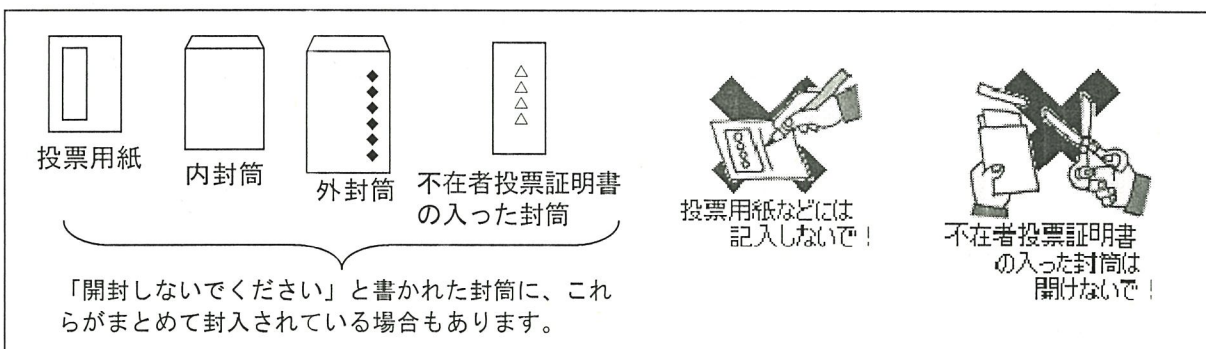 投票用紙
内封筒
外封筒
不在者投票証明書
の入った封筒
「開封しないでください」と書かれた封筒に、これ
らがまとめて封入されている場合もあります。
投票用紙などには
記入しないで！
不在者投票証明書
の入った封筒は
開けないで！